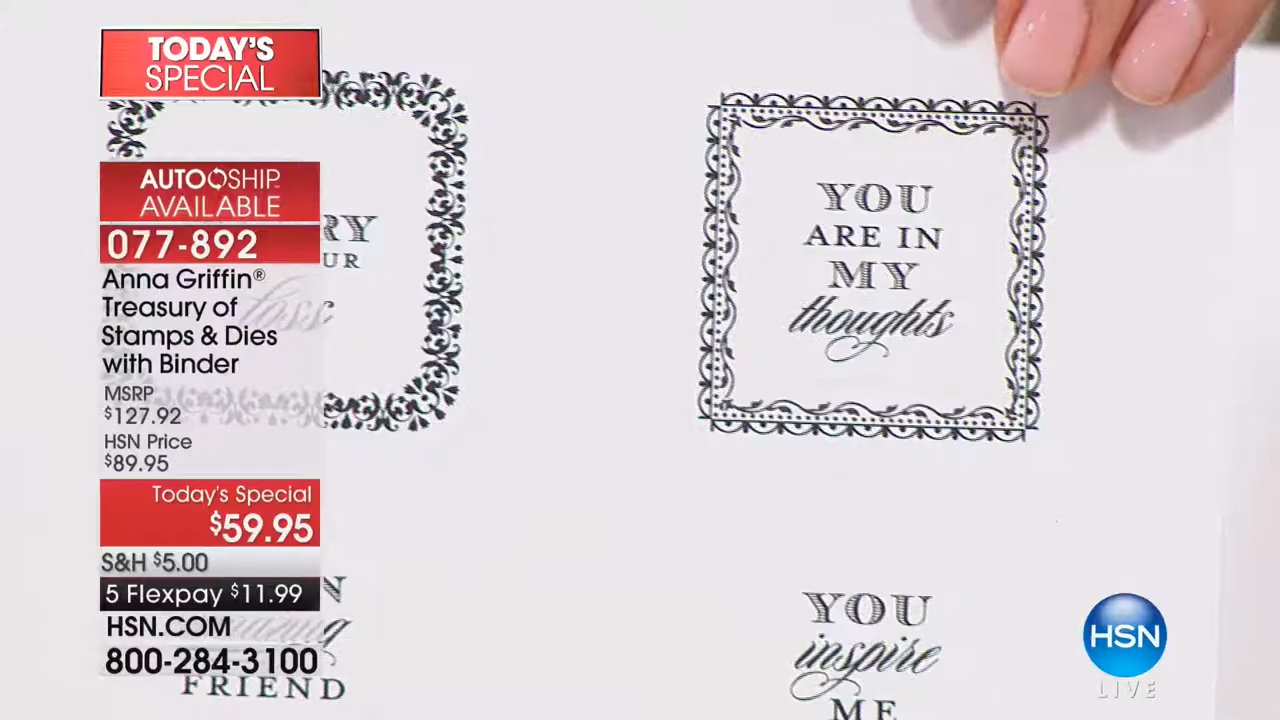 TODAY'S
SPECIAL
AUTOSHIP
AVAILABLE
077-892
Anna Griffin®
Treasury of
Stamps & Dies
with Binder
MSRP
$127.92
HSN Price
$89.95
Today's Special
$59.95
S&H $5.00
5 Flexpay $11.99
HSN.COM
800-284-3100
loss
FRIEND
YOU
ARE IN
MY
thoughts
YOU
inspire
ME
HSN
LIVE